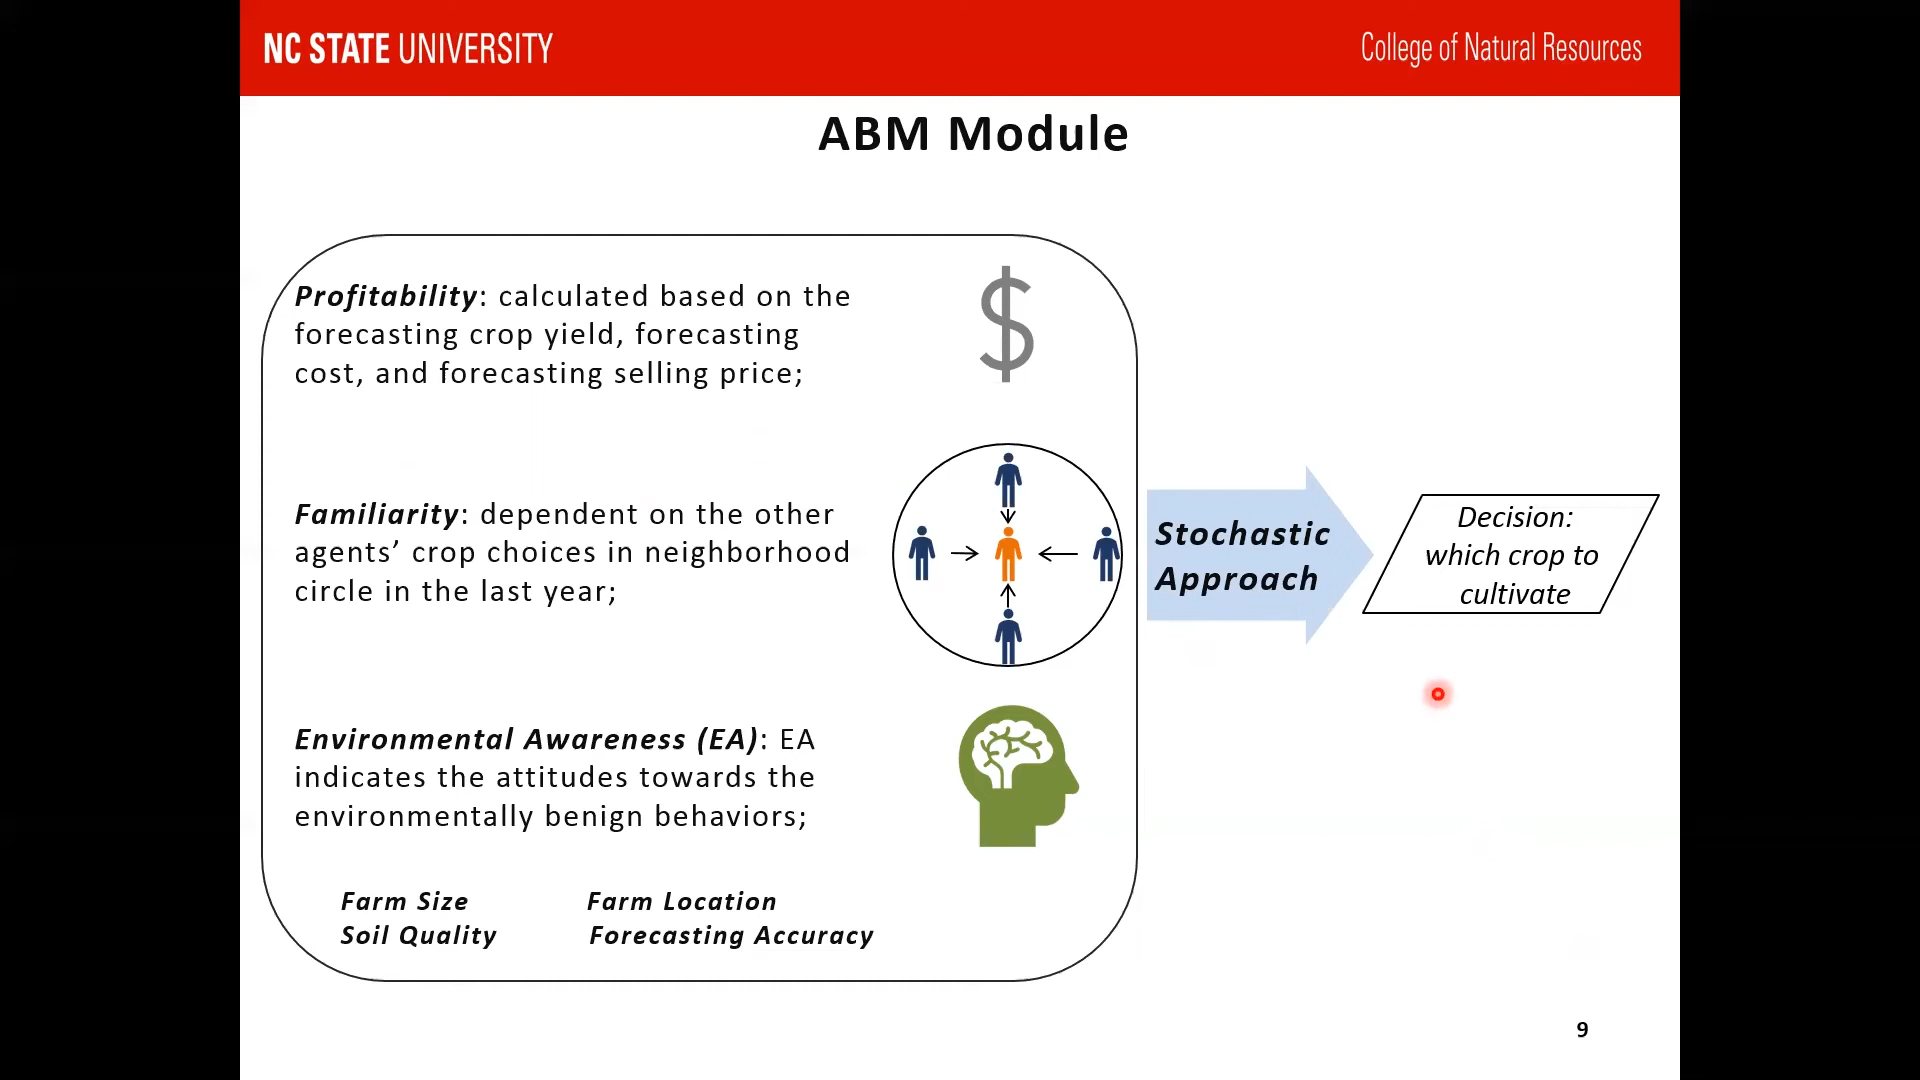 NC STATE UNIVERSITY
College of Natural Resources
ABM Module
Profitability: calculated based on the
forecasting crop yield, forecasting
cost, and forecasting selling price;
$
Familiarity: dependent on the other
agents’ crop choices in neighborhood
circle in the last year;
Stochastic
Approach
Decision:
which crop to
cultivate
Environmental Awareness (EA): EA
indicates the attitudes towards the
environmentally benign behaviors;
Farm Size
Farm Location
Soil Quality
Forecasting Accuracy
9